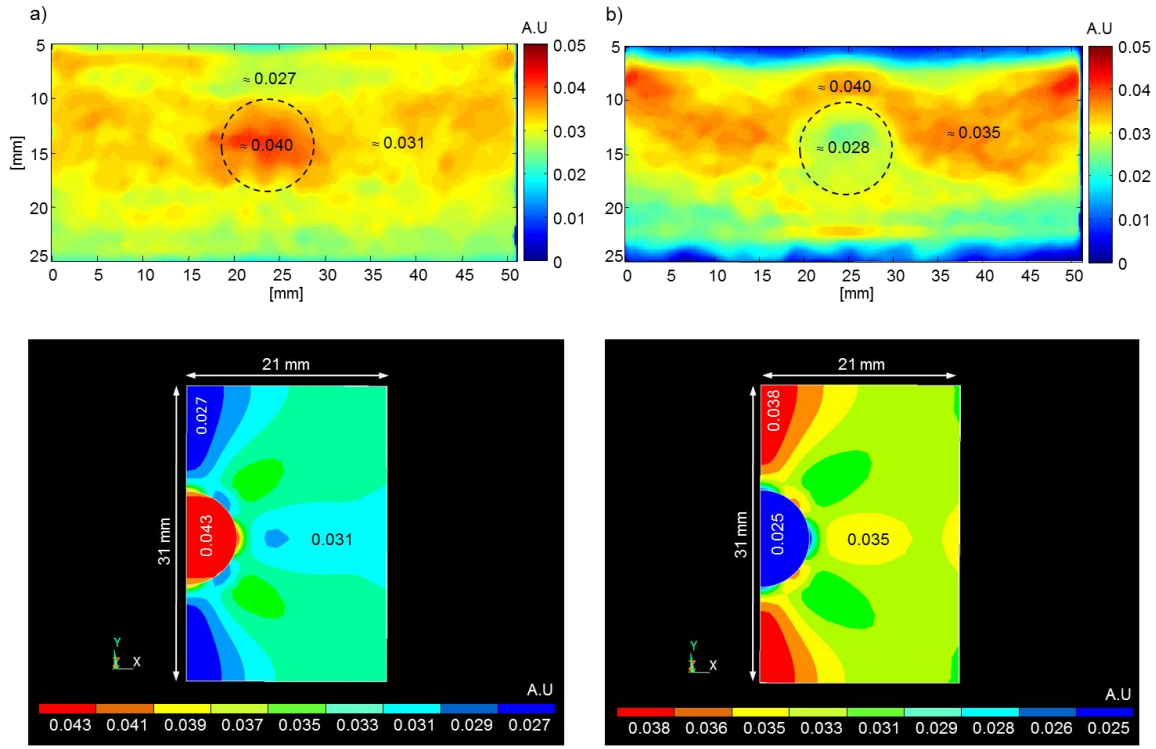 a)
A.U
5
10
15
20
25
[mm]
≈ 0.027
≈ 0.040
≈ 0.031
0.05
0.04
0.03
0.02
0.01
0
0 5 10 15 20 25 30 35 40 45 50
[mm]
b)
A.U
5
10
15
20
25
[mm]
≈ 0.040
≈ 0.035
≈ 0.028
0.05
0.04
0.03
0.02
0.01
0
0 5 10 15 20 25 30 35 40 45 50
[mm]
21 mm
31 mm
0.027
0.043
0.031
Y
Z X
A.U
0.043 0.041 0.039 0.037 0.035 0.033 0.031 0.029 0.027
21 mm
31 mm
0.038
0.025
0.035
Y
Z X
A.U
0.038 0.036 0.035 0.033 0.031 0.029 0.028 0.026 0.025